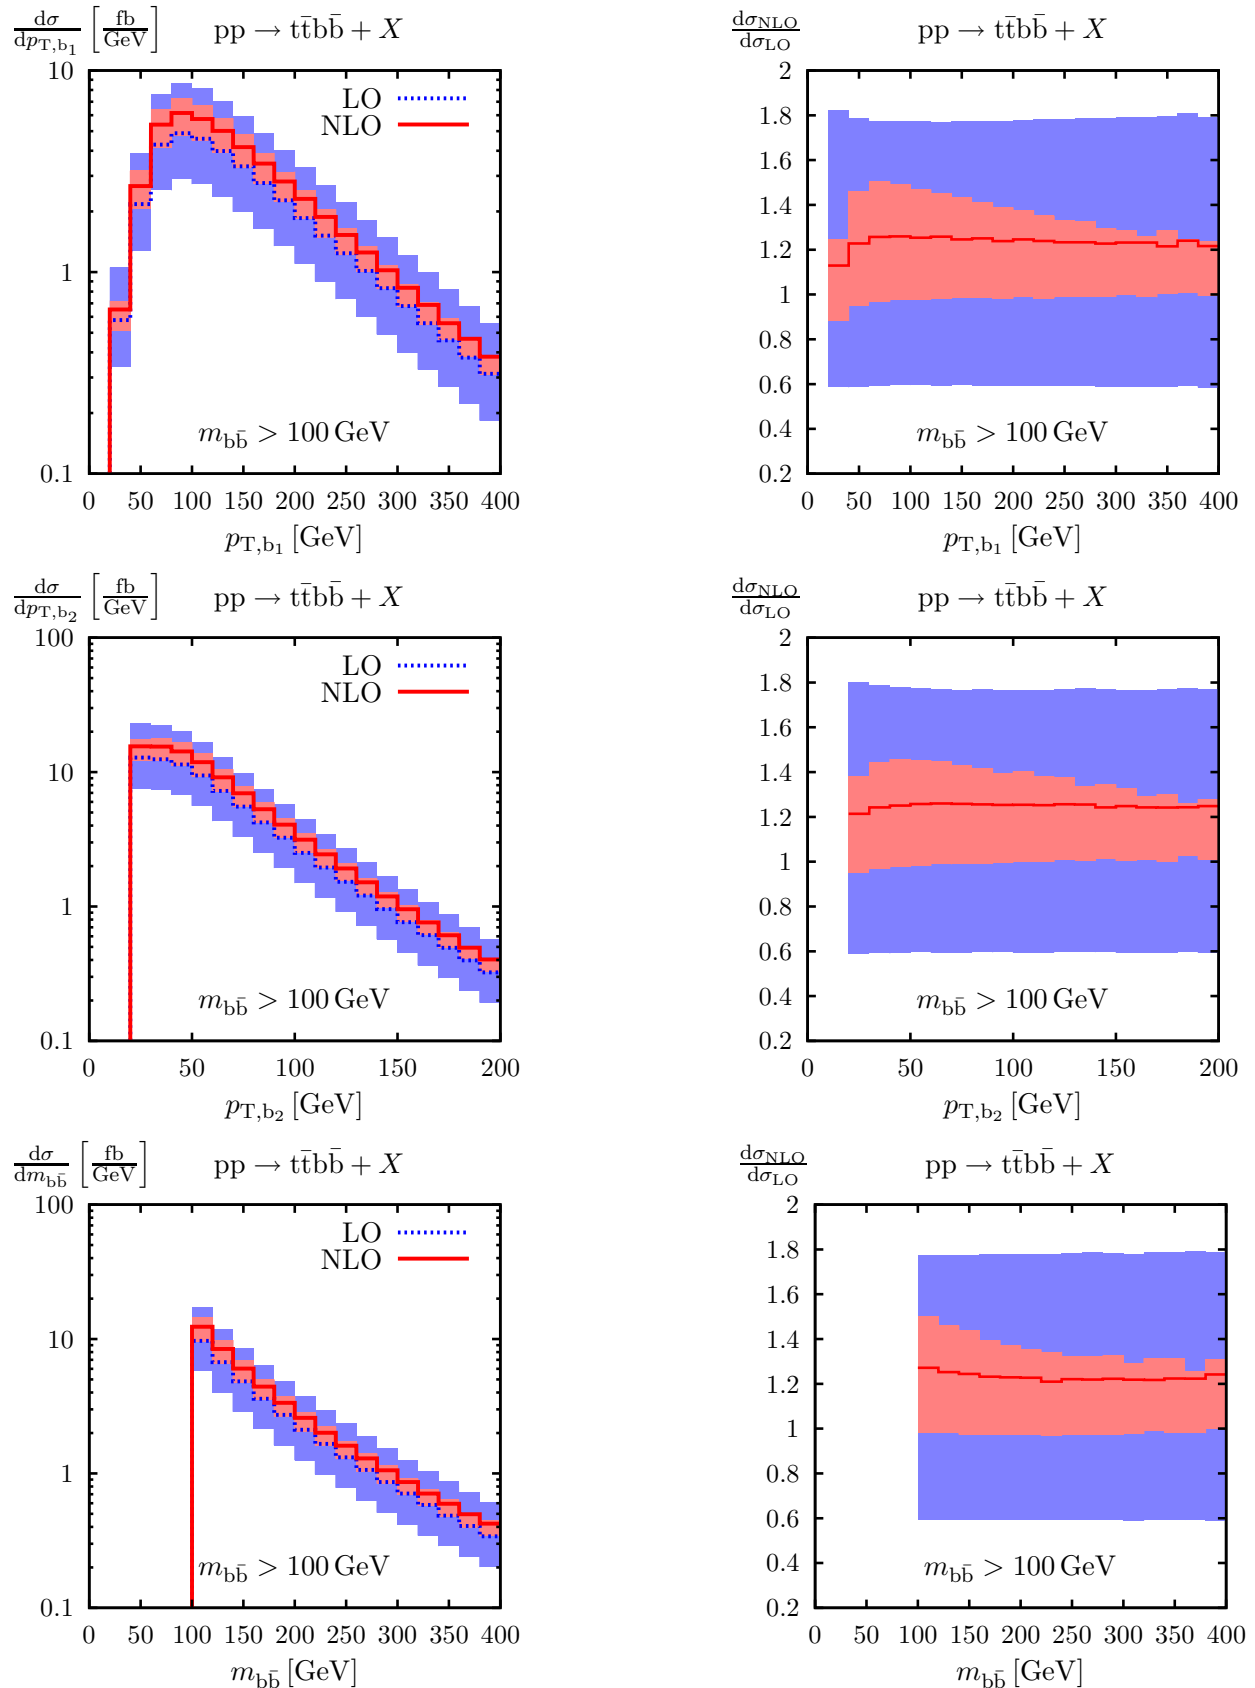 dσ/dp_T,b₁ [fb/GeV] pp → tt̄bb̄ + X
10
1
0.1
LO
NLO
m_bb̄ > 100 GeV
0 50 100 150 200 250 300 350 400
p_T,b₁ [GeV]
dσ_NLO/dσ_LO pp → tt̄bb̄ + X
2
1.8
1.6
1.4
1.2
1
0.8
0.6
0.4
0.2
m_bb̄ > 100 GeV
0 50 100 150 200 250 300 350 400
p_T,b₁ [GeV]
dσ/dp_T,b₂ [fb/GeV] pp → tt̄bb̄ + X
100
10
1
0.1
LO
NLO
m_bb̄ > 100 GeV
0 50 100 150 200
p_T,b₂ [GeV]
dσ_NLO/dσ_LO pp → tt̄bb̄ + X
2
1.8
1.6
1.4
1.2
1
0.8
0.6
0.4
0.2
m_bb̄ > 100 GeV
0 50 100 150 200
p_T,b₂ [GeV]
dσ/dm_bb̄ [fb/GeV] pp → tt̄bb̄ + X
100
10
1
0.1
LO
NLO
m_bb̄ > 100 GeV
0 50 100 150 200 250 300 350 400
m_bb̄ [GeV]
dσ_NLO/dσ_LO pp → tt̄bb̄ + X
2
1.8
1.6
1.4
1.2
1
0.8
0.6
0.4
0.2
m_bb̄ > 100 GeV
0 50 100 150 200 250 300 350 400
m_bb̄ [GeV]